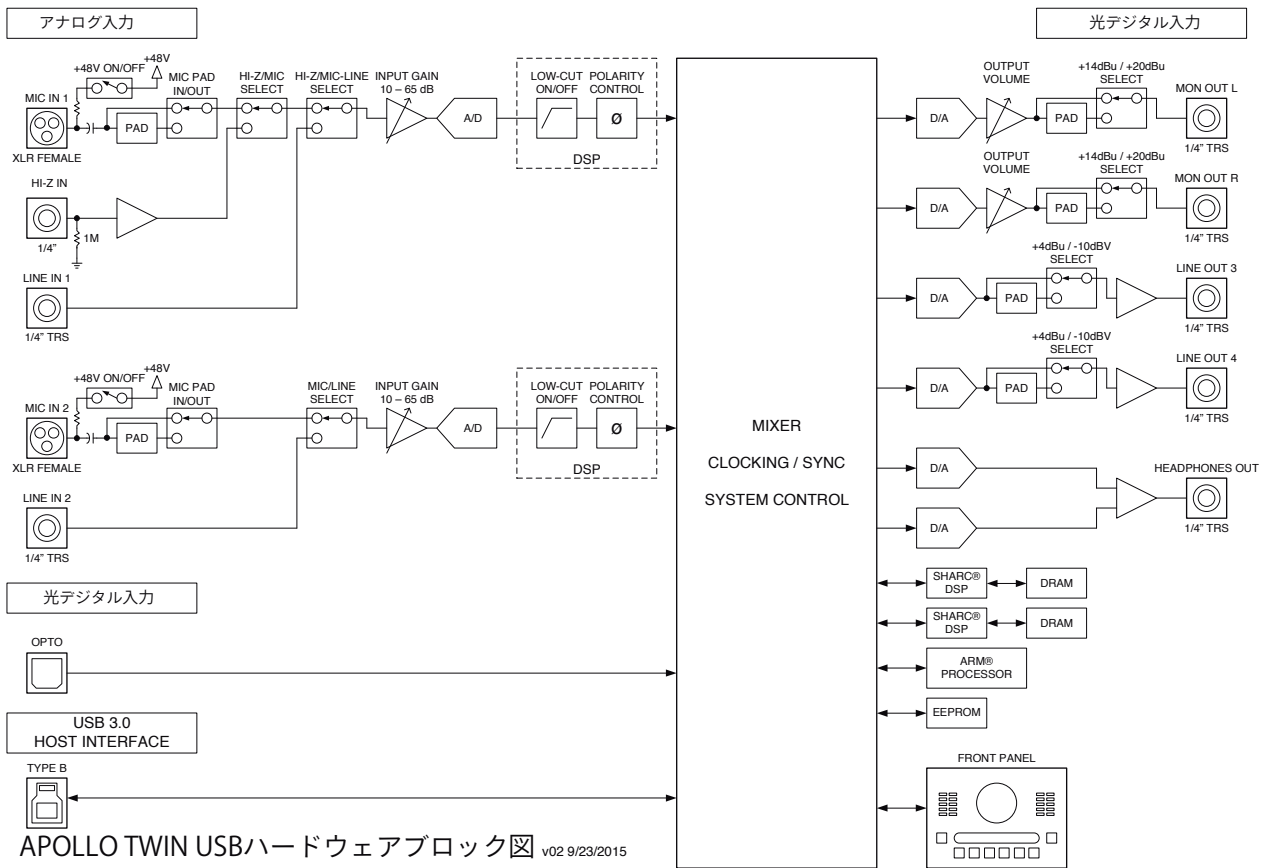 アナログ入力
+48V
+48V ON/OFF
MIC IN 1
XLR FEMALE
PAD
MIC PAD
IN/OUT
HI-Z/MIC
SELECT
HI-Z/MIC-LINE
SELECT
INPUT GAIN
10 – 65 dB
A/D
LOW-CUT
ON/OFF
POLARITY
CONTROL
Ø
DSP
HI-Z IN
1/4”
1M
LINE IN 1
1/4” TRS
+48V
+48V ON/OFF
MIC IN 2
XLR FEMALE
PAD
MIC PAD
IN/OUT
MIC/LINE
SELECT
INPUT GAIN
10 – 65 dB
A/D
LOW-CUT
ON/OFF
POLARITY
CONTROL
Ø
DSP
LINE IN 2
1/4” TRS
光デジタル入力
OPTO
USB 3.0
HOST INTERFACE
TYPE B
MIXER
CLOCKING / SYNC
SYSTEM CONTROL
光デジタル入力
D/A
OUTPUT
VOLUME
PAD
+14dBu / +20dBu
SELECT
MON OUT L
1/4” TRS
D/A
OUTPUT
VOLUME
PAD
+14dBu / +20dBu
SELECT
MON OUT R
1/4” TRS
D/A
PAD
+4dBu / -10dBV
SELECT
LINE OUT 3
1/4” TRS
D/A
PAD
+4dBu / -10dBV
SELECT
LINE OUT 4
1/4” TRS
D/A
D/A
HEADPHONES OUT
1/4” TRS
SHARC®
DSP
DRAM
SHARC®
DSP
DRAM
ARM®
PROCESSOR
EEPROM
FRONT PANEL
APOLLO TWIN USBハードウェアブロック図 v02 9/23/2015